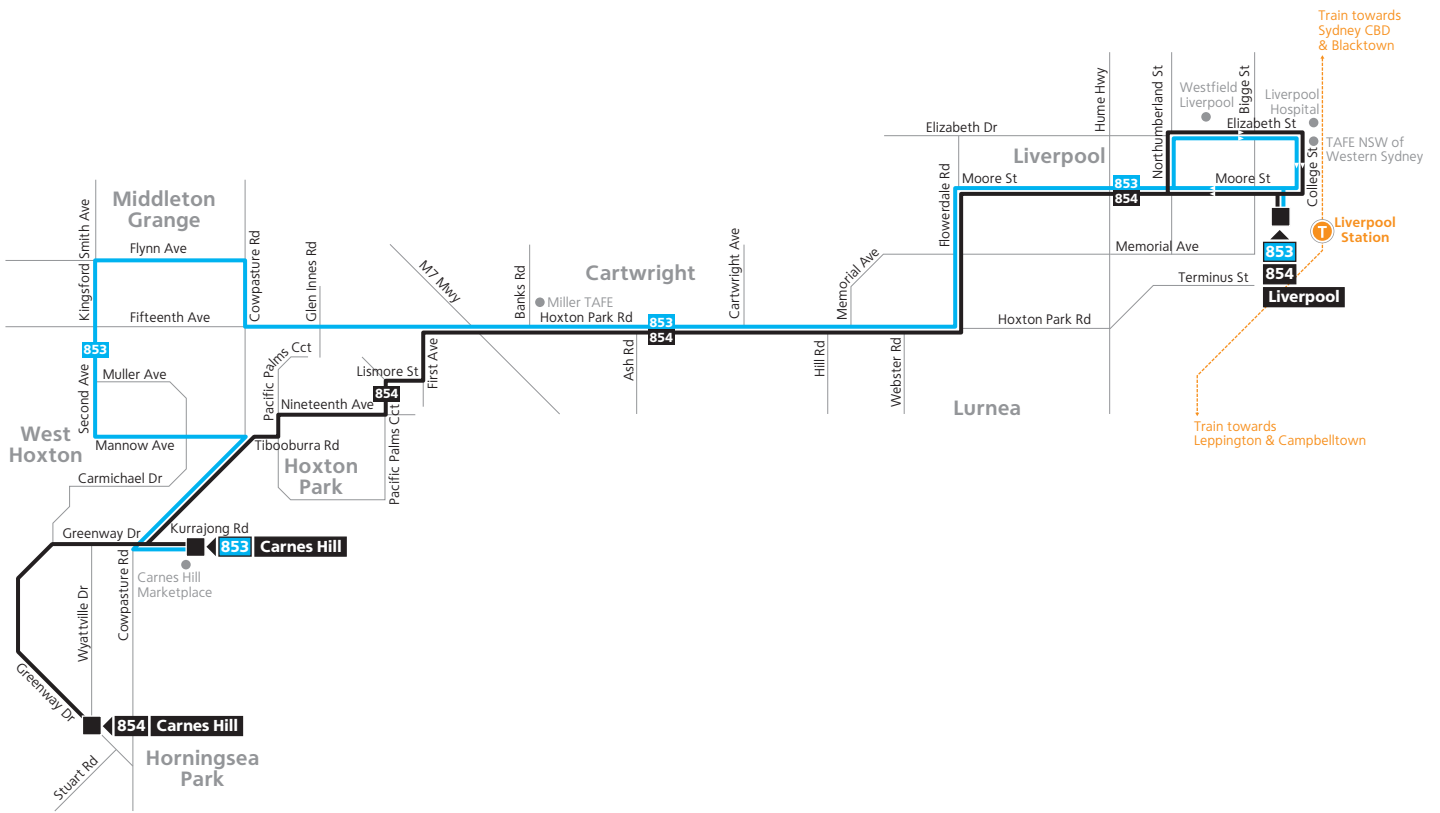 Train towards
Sydney CBD
& Blacktown
Hume Hwy
Northumberland St
Westfield
Liverpool
Bigge St
Liverpool
Hospital
Elizabeth Dr
Elizabeth St
TAFE NSW of
Western Sydney
Liverpool
Flowerdale Rd
Moore St
853
854
Moore St
College St
Middleton
Grange
Kingsford Smith Ave
Flynn Ave
Cowpasture Rd
Glen Innes Rd
M7 Mwy
Banks Rd
Cartwright
Cartwright Ave
Memorial Ave
Memorial Ave
T
Liverpool
Station
853
854
Liverpool
Terminus St
Miller TAFE
Fifteenth Ave
Hoxton Park Rd
853
854
Hoxton Park Rd
853
Pacific Palms Cct
Lismore St
First Ave
Ash Rd
Hill Rd
Webster Rd
Second Ave
Muller Ave
854
Nineteenth Ave
Pacific Palms Cct
Lurnea
Train towards
Leppington & Campbelltown
West
Hoxton
Mannow Ave
Tibooburra Rd
Hoxton
Park
Carmichael Dr
Greenway Dr
Kurrajong Rd
853
Carnes Hill
Carnes Hill
Marketplace
Wyattville Dr
Cowpasture Rd
Greenway Dr
854
Carnes Hill
Horningsea
Park
Stuart Rd